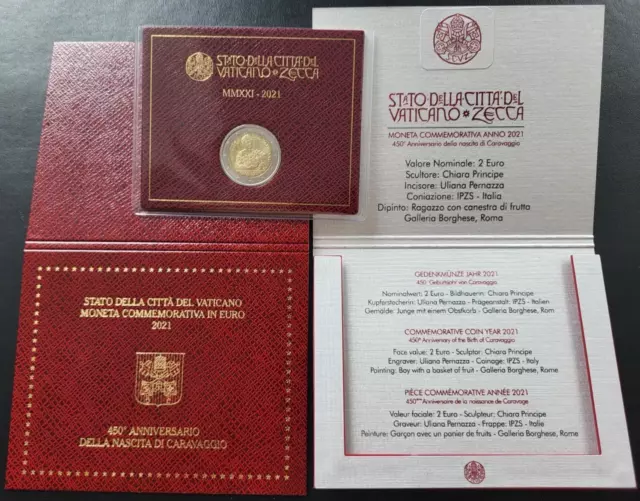 STATO DELLA CITTÀ DEL
VATICANO * ZECCA
MMXXI - 2021
STATO DELLA CITTÀ DEL VATICANO
MONETA COMMEMORATIVA IN EURO
2021
450° ANNIVERSARIO
DELLA NASCITA DI CARAVAGGIO
STATO DELLA CITTÀ DEL
VATICANO * ZECCA
MONETA COMMEMORATIVA ANNO 2021
450° Anniversario della nascita di Caravaggio
Valore Nominale: 2 Euro
Scultore: Chiara Principe
Incisore: Uliana Pernazza
Coniazione: IPZS - Italia
Dipinto: Ragazzo con canestra di frutta
Galleria Borghese, Roma
GEDENKMÜNZE JAHR 2021
450 Geburtsjahr von Caravaggio
Nominalwert: 2 Euro - Bildhauerin: Chiara Principe
Kupferstecherin: Uliana Pernazza - Prägeanstalt: IPZS - Italien
Gemälde: Junge mit einem Obstkorb - Galleria Borghese, Rom
COMMEMORATIVE COIN YEAR 2021
450° Anniversary of the Birth of Caravaggio
Face value: 2 Euro - Sculptor: Chiara Principe
Engraver: Uliana Pernazza - Coinage: IPZS - Italy
Painting: Boy with a basket of fruit - Galleria Borghese, Rome
PIÈCE COMMÉMORATIVE ANNÉE 2021
450ème Anniversaire de la naissance de Caravage
Valeur faciale: 2 Euro - Sculpteur: Chiara Principe
Graveur: Uliana Pernazza - Frappe: IPZS - Italie
Peinture: Garçon avec un panier de fruits - Galleria Borghese, Rome